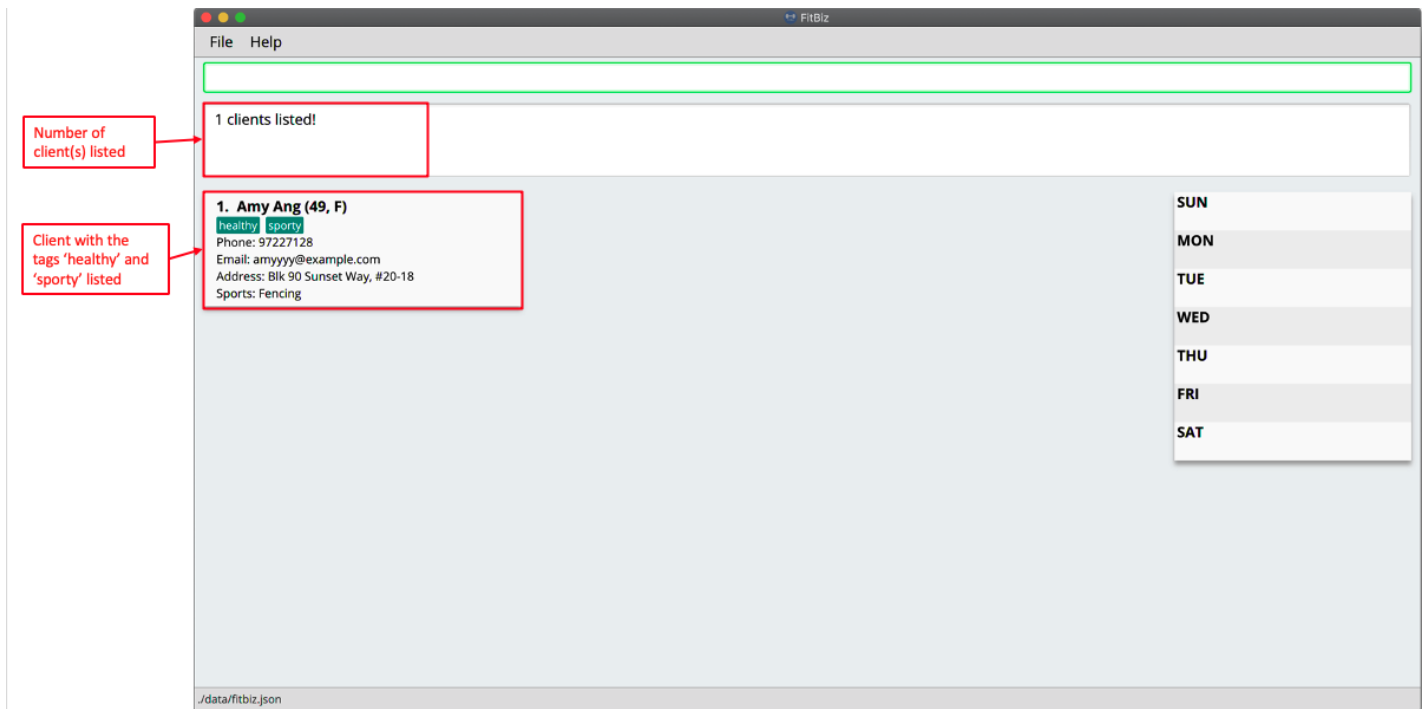 FitBiz
File Help
Number of
client(s) listed
1 clients listed!
Client with the
tags ‘healthy’ and
‘sporty’ listed
1. Amy Ang (49, F)
healthy sporty
Phone: 97227128
Email: amyyyy@example.com
Address: Blk 90 Sunset Way, #20-18
Sports: Fencing
SUN
MON
TUE
WED
THU
FRI
SAT
./data/fitbiz.json